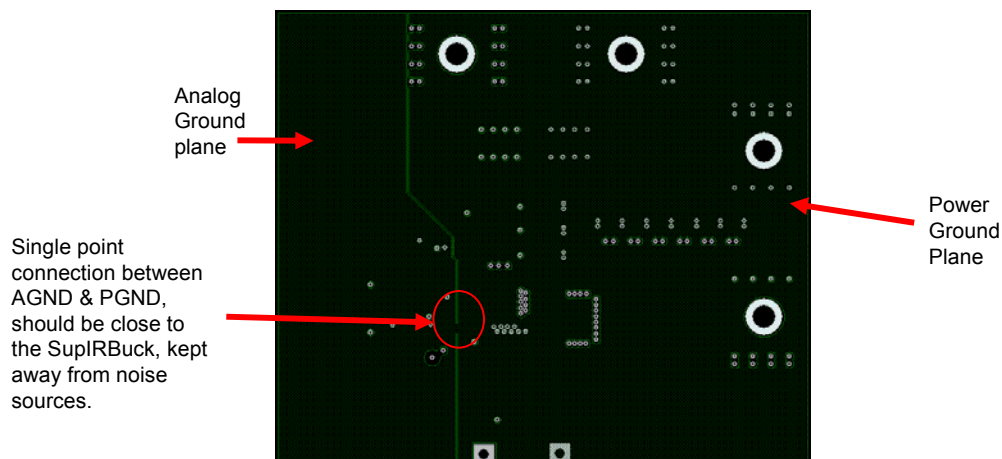 Analog
Ground
plane
Single point
connection between
AGND & PGND,
should be close to
the SupIRBuck, kept
away from noise
sources.
Power
Ground
Plane